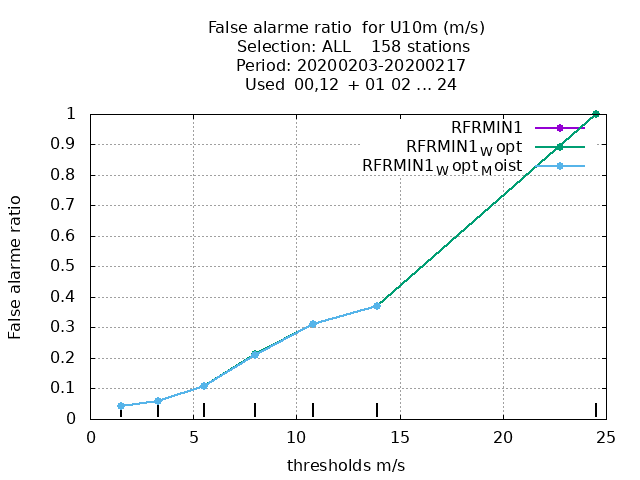 False alarme ratio  for U10m (m/s)
Selection: ALL    158 stations
Period: 20200203-20200217
Used  00,12  + 01 02 ... 24
False alarme ratio
1
0.9
0.8
0.7
0.6
0.5
0.4
0.3
0.2
0.1
0
RFRMIN1
RFRMIN1Wopt
RFRMIN1WoptMoist
0 5 10 15 20 25
thresholds m/s